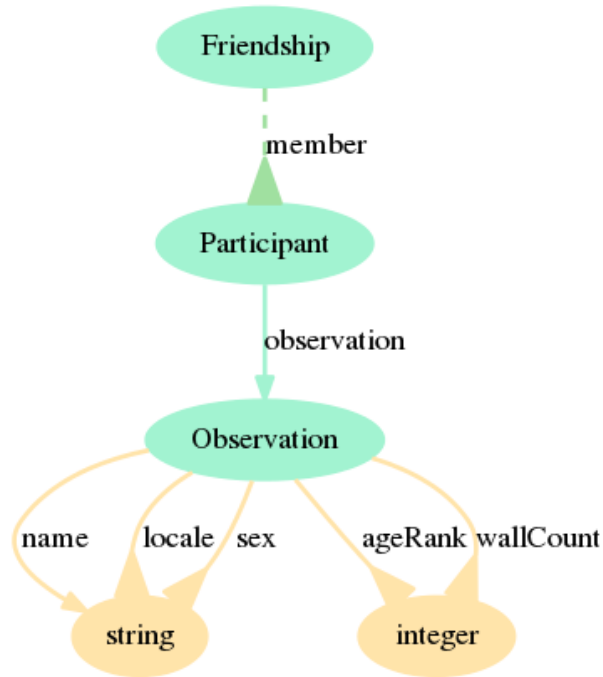 Friendship
member
Participant
observation
Observation
name
locale
sex
ageRank
wallCount
string
integer